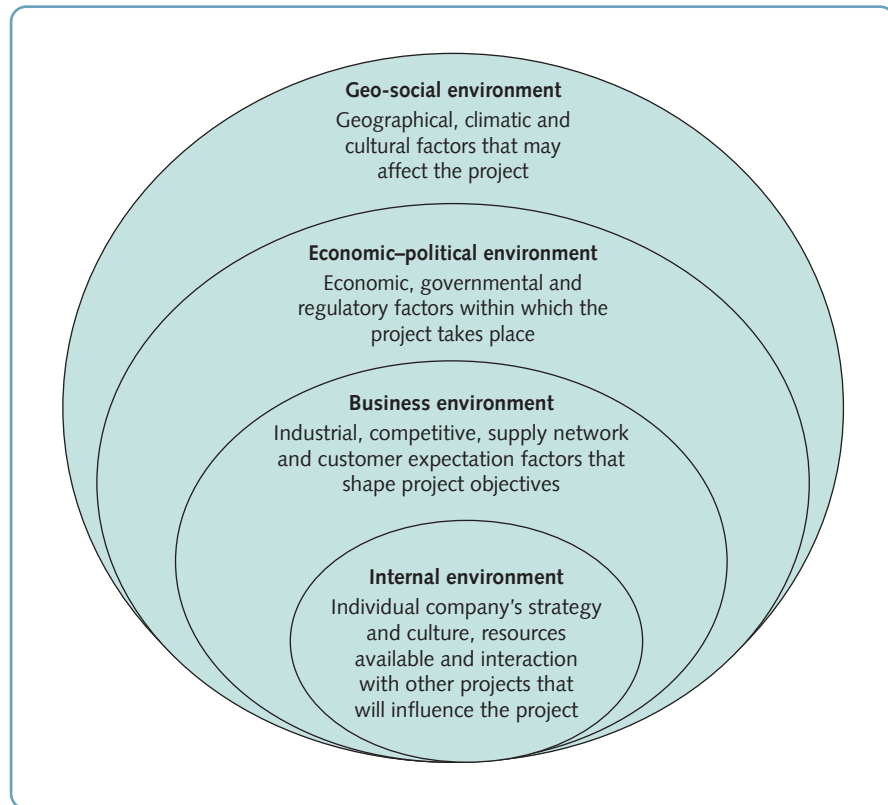 Geo-social environment
Geographical, climatic and
cultural factors that may
affect the project
Economic–political environment
Economic, governmental and
regulatory factors within which the
project takes place
Business environment
Industrial, competitive, supply network
and customer expectation factors that
shape project objectives
Internal environment
Individual company’s strategy
and culture, resources
available and interaction
with other projects that
will influence the project